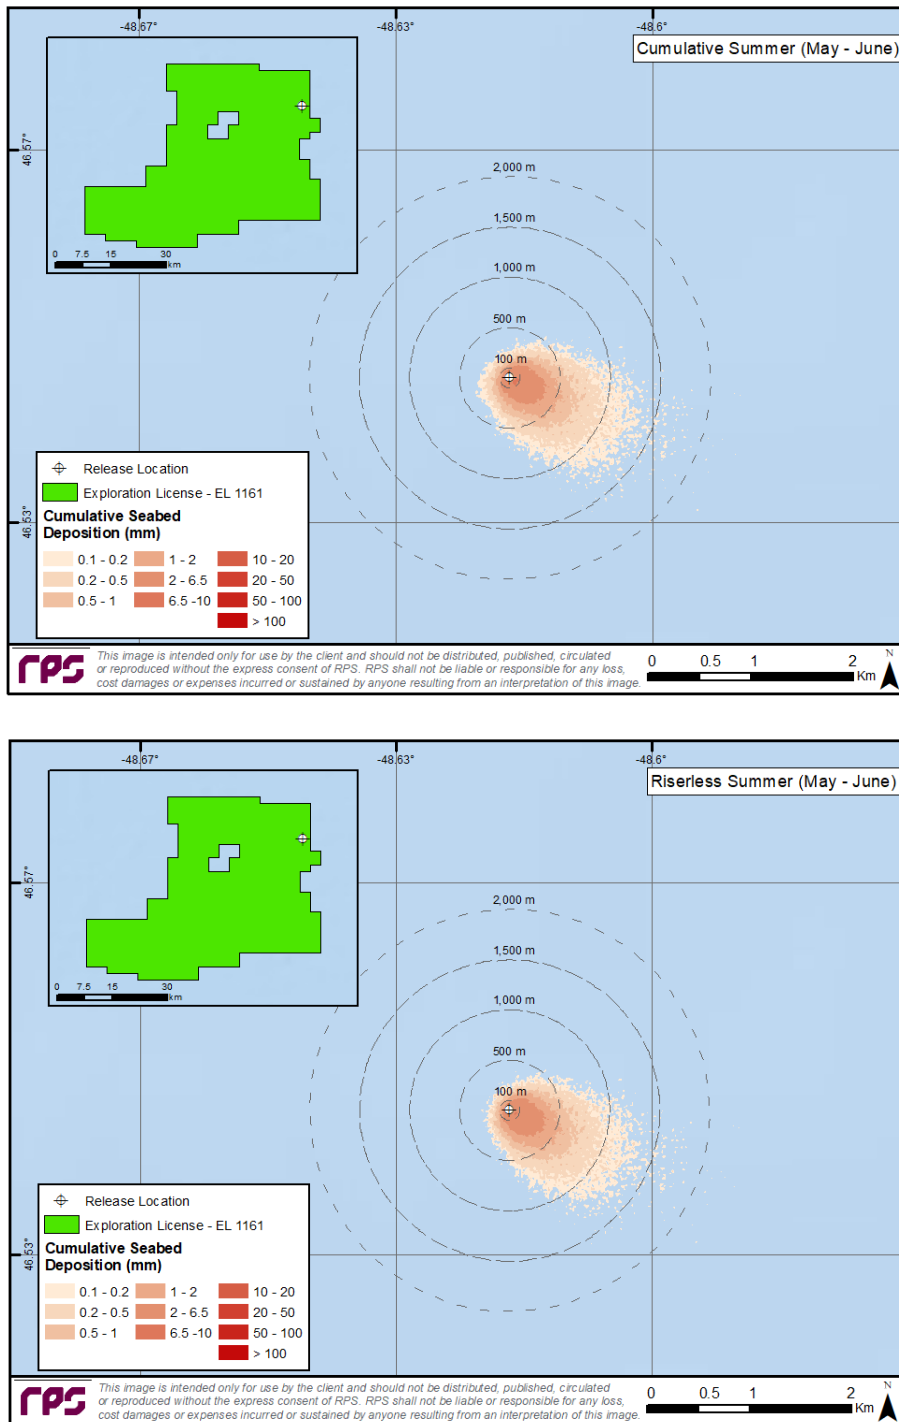 -48.67°
-48.63°
-48.6°
Cumulative Summer (May - June)
46.57°
0 7.5 15 30
km
2,000 m
1,500 m
1,000 m
500 m
100 m
46.53°
Release Location
Exploration License - EL 1161
Cumulative Seabed
Deposition (mm)
0.1 - 0.2 1 - 2 10 - 20
0.2 - 0.5 2 - 6.5 20 - 50
0.5 - 1 6.5 -10 50 - 100
> 100
rps
This image is intended only for use by the client and should not be distributed, published, circulated
or reproduced without the express consent of RPS. RPS shall not be liable or responsible for any loss,
cost damages or expenses incurred or sustained by anyone resulting from an interpretation of this image.
0 0.5 1 2
Km
N
-48.67°
-48.63°
-48.6°
Riserless Summer (May - June)
46.57°
0 7.5 15 30
km
2,000 m
1,500 m
1,000 m
500 m
100 m
46.53°
Release Location
Exploration License - EL 1161
Cumulative Seabed
Deposition (mm)
0.1 - 0.2 1 - 2 10 - 20
0.2 - 0.5 2 - 6.5 20 - 50
0.5 - 1 6.5 -10 50 - 100
> 100
rps
This image is intended only for use by the client and should not be distributed, published, circulated
or reproduced without the express consent of RPS. RPS shall not be liable or responsible for any loss,
cost damages or expenses incurred or sustained by anyone resulting from an interpretation of this image.
0 0.5 1 2
Km
N